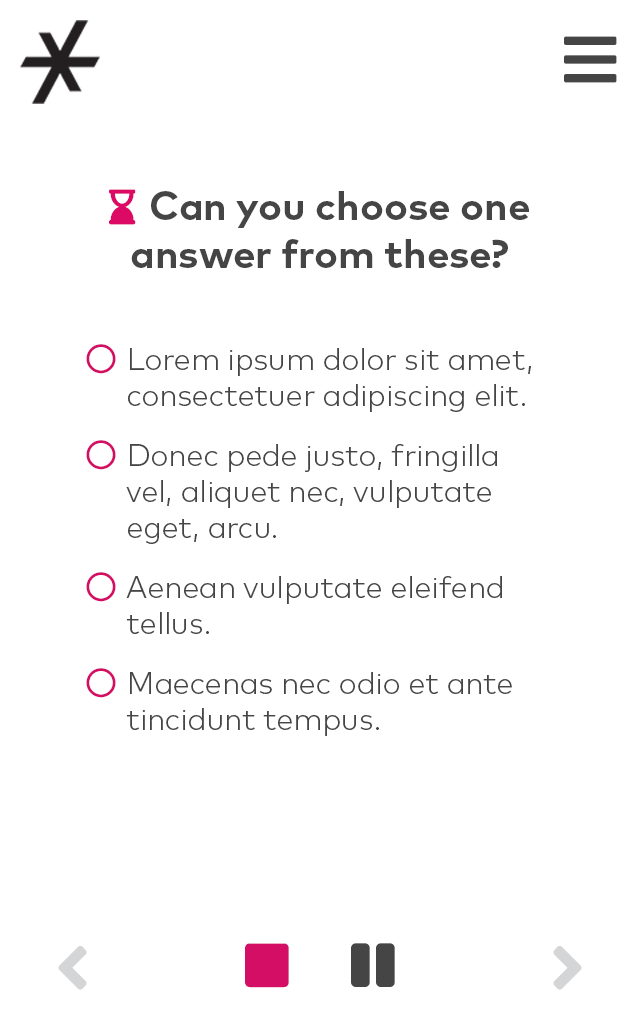 Can you choose one
answer from these?
Lorem ipsum dolor sit amet,
consectetuer adipiscing elit.
Donec pede justo, fringilla
vel, aliquet nec, vulputate
eget, arcu.
Aenean vulputate eleifend
tellus.
Maecenas nec odio et ante
tincidunt tempus.